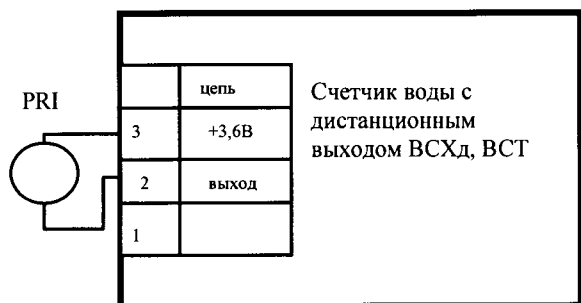 PRI
цепь
3 +3,6В
2 выход
1
Счетчик воды с
дистанционным
выходом ВСХд, ВСТ